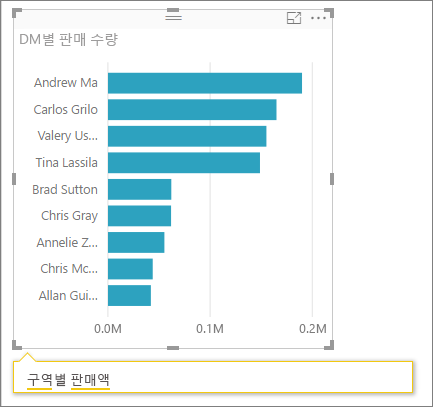 DM별 판매 수량
Andrew Ma
Carlos Grilo
Valery Us...
Tina Lassila
Brad Sutton
Chris Gray
Annelie Z...
Chris Mc...
Allan Gui...
0.0M 0.1M 0.2M
구역별 판매액